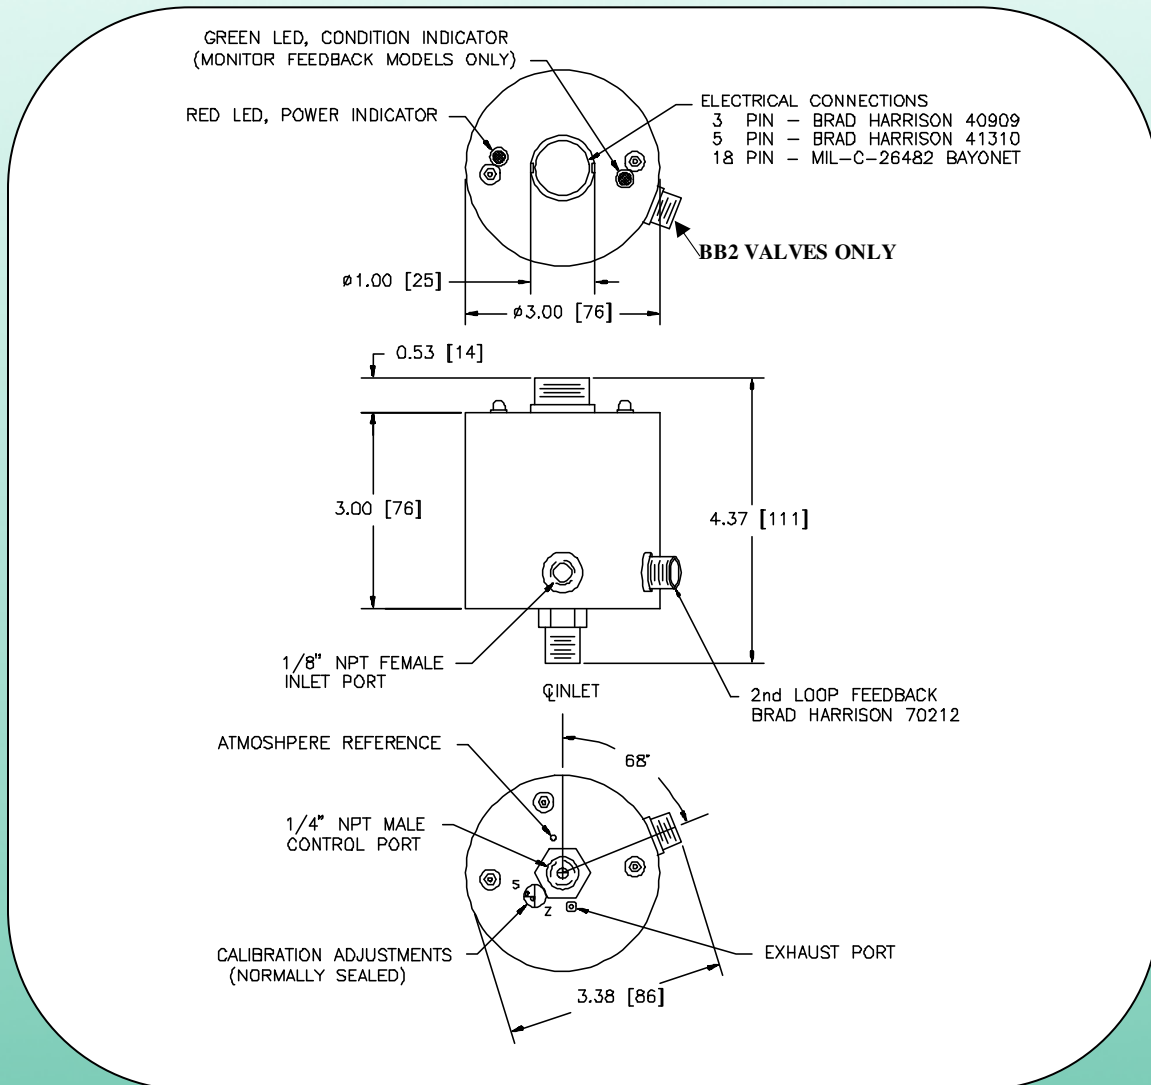 GREEN LED, CONDITION INDICATOR
(MONITOR FEEDBACK MODELS ONLY)
RED LED, POWER INDICATOR
ELECTRICAL CONNECTIONS
3 PIN – BRAD HARRISON 40909
5 PIN – BRAD HARRISON 41310
18 PIN – MIL–C–26482 BAYONET
BB2 VALVES ONLY
ø1.00 [25]
ø3.00 [76]
0.53 [14]
3.00 [76]
4.37 [111]
1/8" NPT FEMALE
INLET PORT
℄INLET
2nd LOOP FEEDBACK
BRAD HARRISON 70212
ATMOSHPERE REFERENCE
68°
1/4" NPT MALE
CONTROL PORT
S
Z
CALIBRATION ADJUSTMENTS
(NORMALLY SEALED)
EXHAUST PORT
3.38 [86]